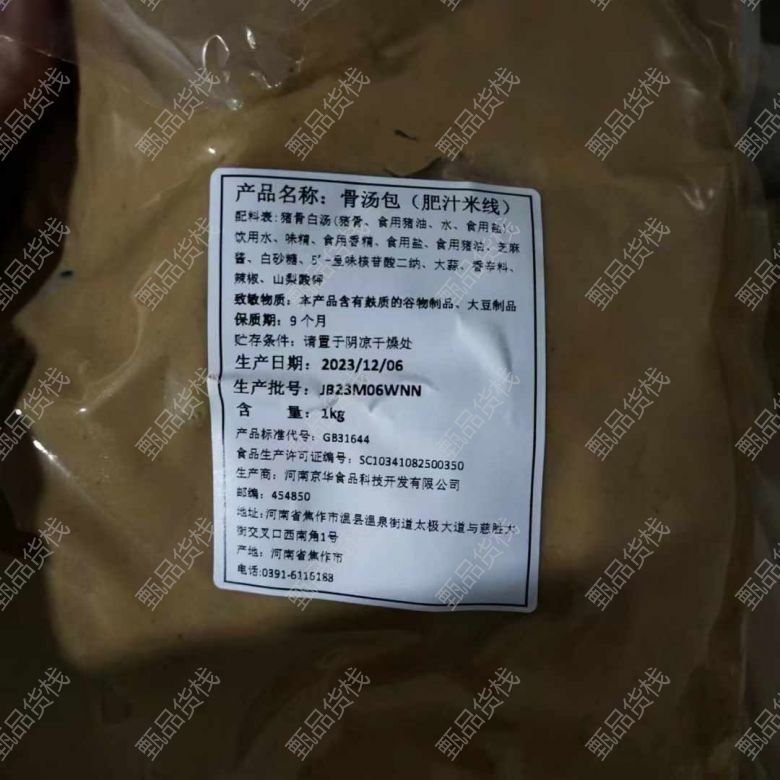 产品名称：骨汤包（肥汁米线）
配料表:猪骨白汤(猪骨、食用猪油、水、食用盐)
饮用水、味精、食用香精、食用盐、食用猪油、芝麻
酱、白砂糖、5'-呈味核苷酸二纳、大蒜、香辛料、
辣椒、山梨酸钾
致敏物质：本产品含有麸质的谷物制品、大豆制品
保质期：9个月
贮存条件：请置于阴凉干燥处
生产日期：2023/12/06
生产批号：JB23M06WNN
含 量：1kg
产品标准代号：GB31644
食品生产许可证编号：SC10341082500350
生产商：河南京华食品科技开发有限公司
邮编：454850
地址:河南省焦作市温县温泉街道太极大道与慈胜大
街交叉口西南角1号
产地：河南省焦作市
电话:0391-6116188
甄品货栈